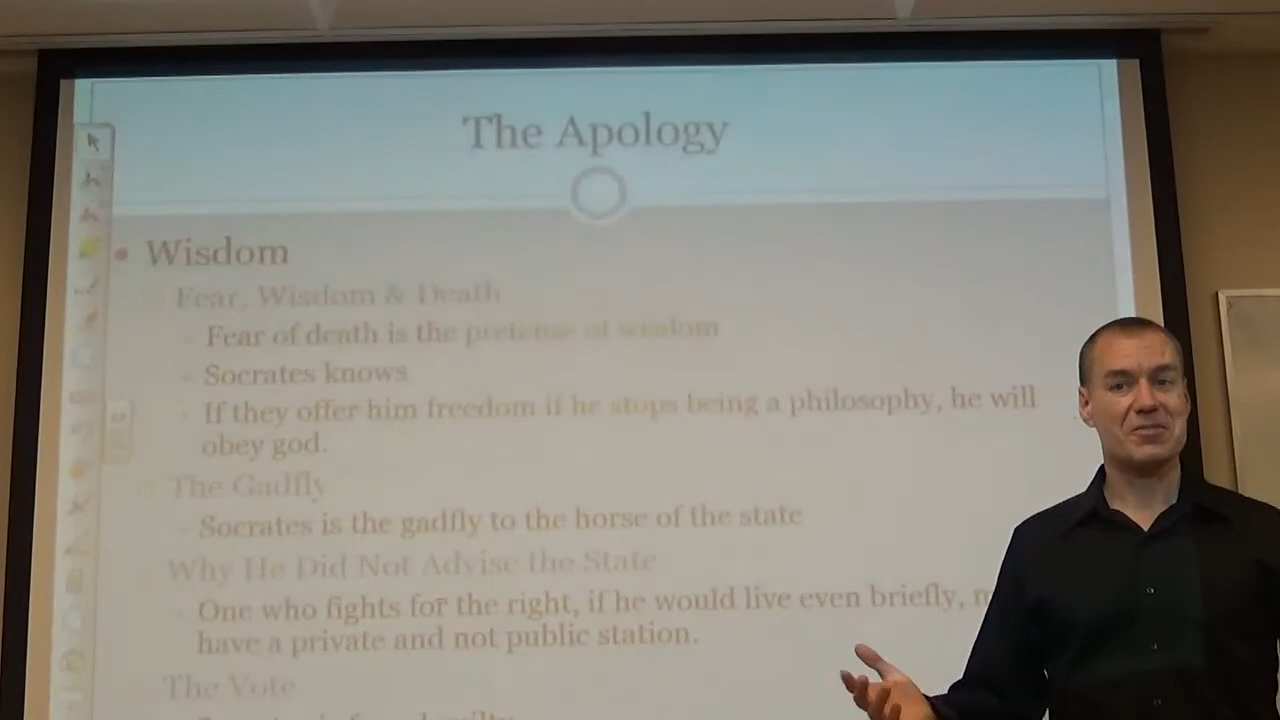 The Apology
Wisdom
Fear, Wisdom & Death
Fear of death is the pretense of wisdom
Socrates knows
If they offer him freedom if he stops being a philosophy, he will
obey god.
The Gadfly
Socrates is the gadfly to the horse of the state
Why He Did Not Advise the State
One who fights for the right, if he would live even briefly,
have a private and not public station.
The Vote